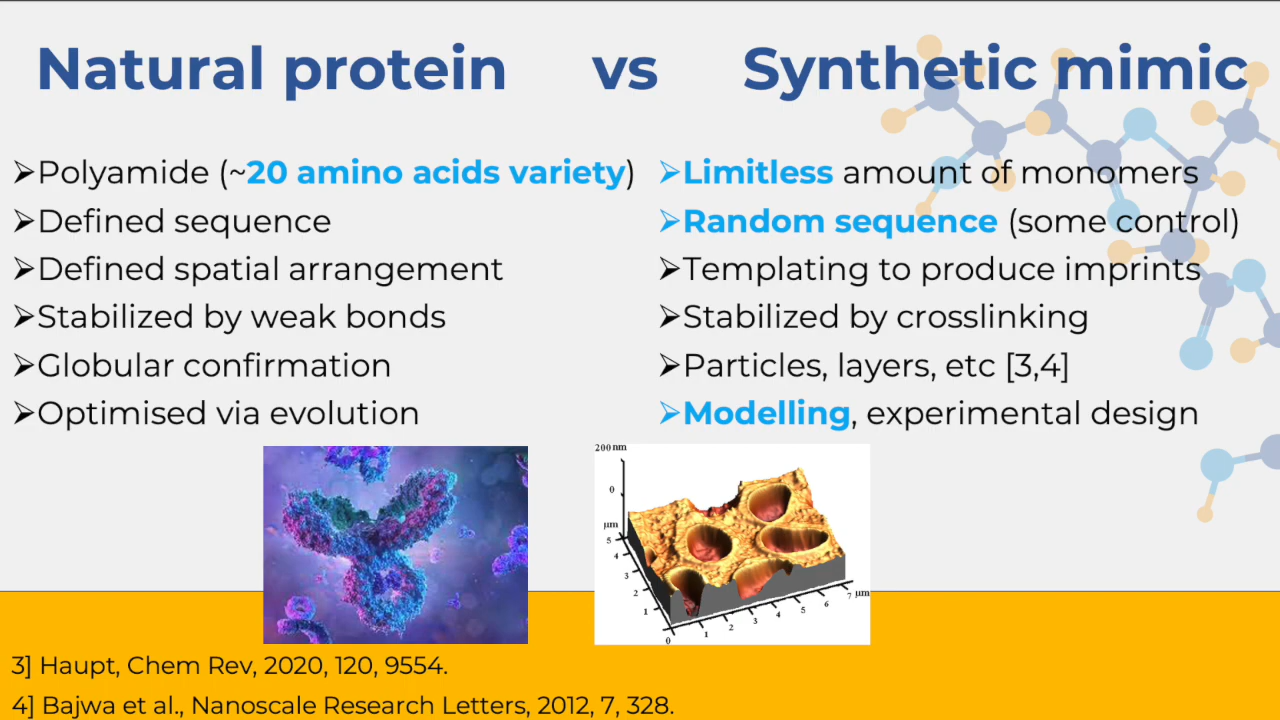 Natural protein vs Synthetic mimic
➢Polyamide (~20 amino acids variety)
➢Defined sequence
➢Defined spatial arrangement
➢Stabilized by weak bonds
➢Globular confirmation
➢Optimised via evolution
➢Limitless amount of monomers
➢Random sequence (some control)
➢Templating to produce imprints
➢Stabilized by crosslinking
➢Particles, layers, etc [3,4]
➢Modelling, experimental design
200 nm
0
µm
5
4
3
2
1
0
1
2
3
4
5
6
7 µm
3] Haupt, Chem Rev, 2020, 120, 9554.
4] Bajwa et al., Nanoscale Research Letters, 2012, 7, 328.